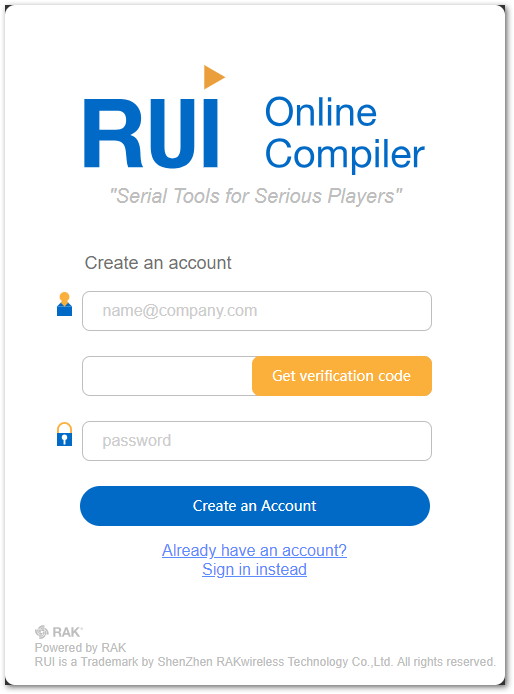 RUI
Online
Compiler
"Serial Tools for Serious Players"
Create an account
name@company.com
Get verification code
password
Create an Account
Already have an account?
Sign in instead
RAK
Powered by RAK
RUI is a Trademark by ShenZhen RAKwireless Technology Co.,Ltd. All rights reserved.